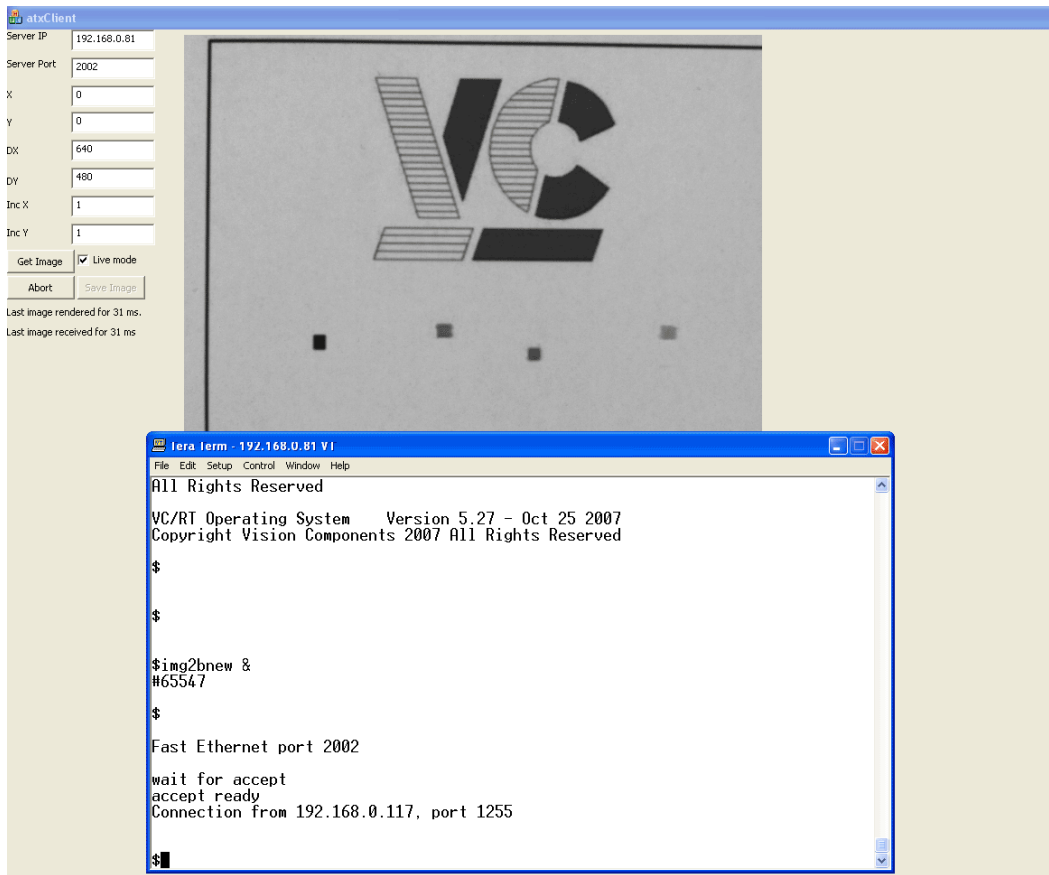 atxClient
Server IP 192.168.0.81
Server Port 2002
X 0
Y 0
DX 640
DY 480
Inc X 1
Inc Y 1
Get Image Live mode
Abort Save Image
Last image rendered for 31 ms.
Last image received for 31 ms
VC
Tera Term - 192.168.0.81 VT
File Edit Setup Control Window Help
All Rights Reserved
VC/RT Operating System Version 5.27 - Oct 25 2007
Copyright Vision Components 2007 All Rights Reserved
$
$
$img2bnew &
#65547
$
Fast Ethernet port 2002
wait for accept
accept ready
Connection from 192.168.0.117, port 1255
$